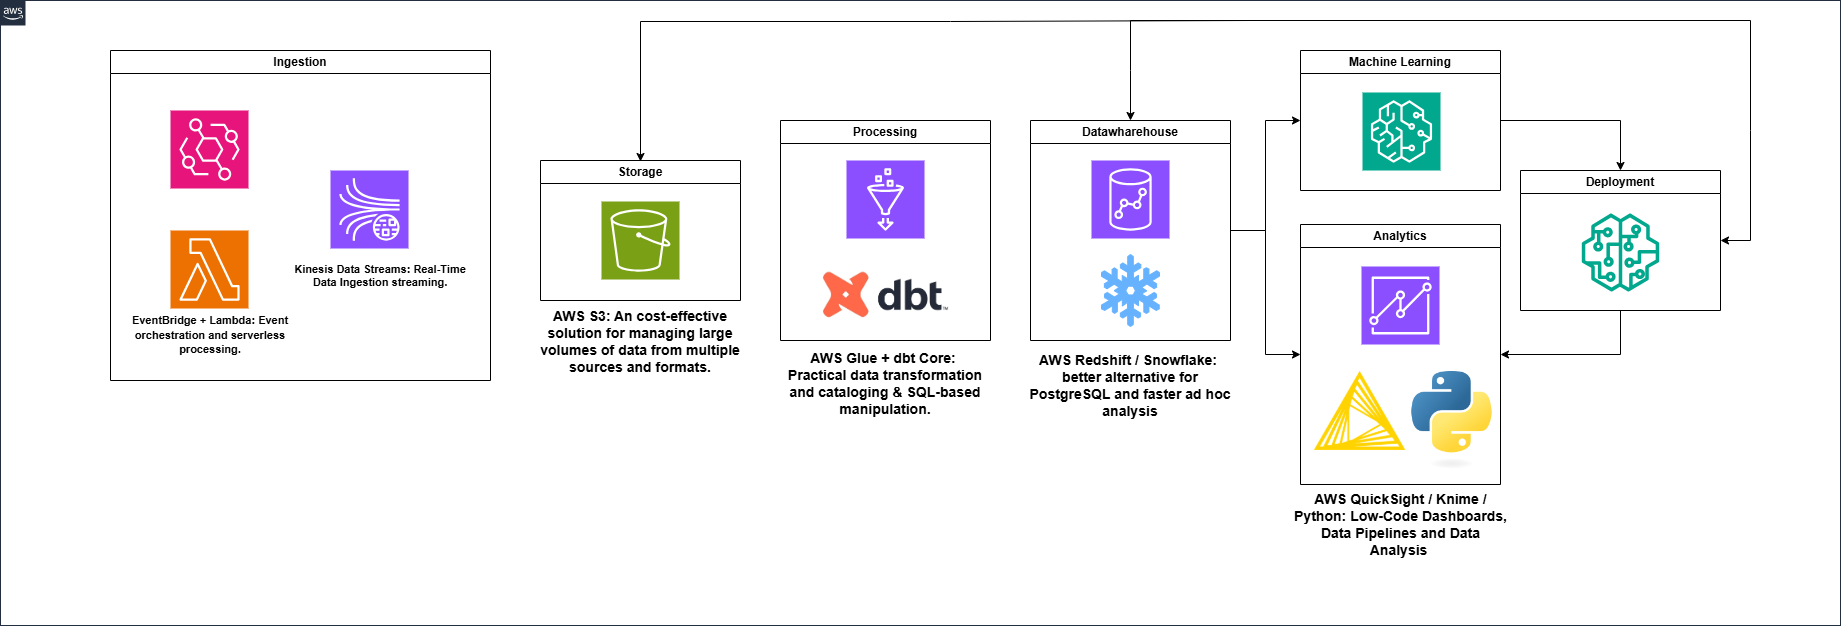 aws
Ingestion
EventBridge + Lambda: Event
orchestration and serverless
processing.
Kinesis Data Streams: Real-Time
Data Ingestion streaming.
Storage
AWS S3: An cost-effective
solution for managing large
volumes of data from multiple
sources and formats.
Processing
dbt
TM
AWS Glue + dbt Core:
Practical data transformation
and cataloging & SQL-based
manipulation.
Datawharehouse
AWS Redshift / Snowflake:
better alternative for
PostgreSQL and faster ad hoc
analysis
Machine Learning
Analytics
AWS QuickSight / Knime /
Python: Low-Code Dashboards,
Data Pipelines and Data
Analysis
Deployment